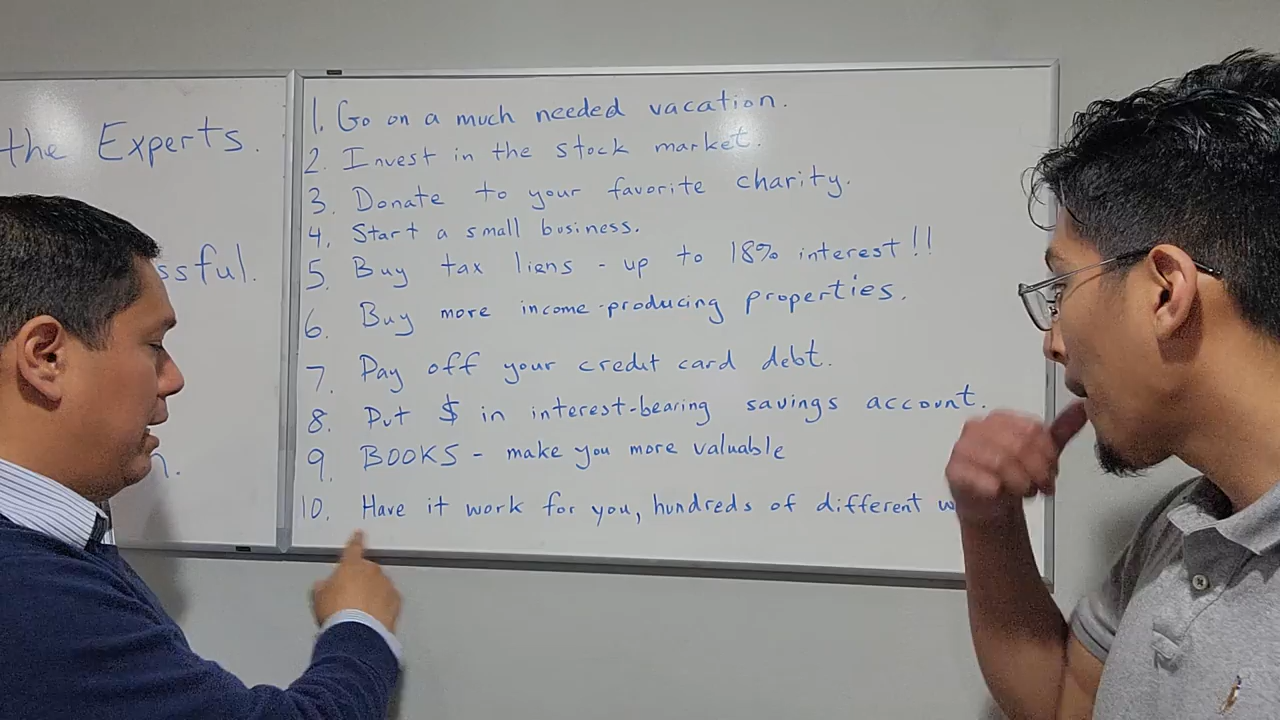 the Experts.
ssful.
n.
1. Go on a much needed vacation.
2. Invest in the stock market.
3. Donate to your favorite charity.
4. Start a small business.
5. Buy tax liens - up to 18% interest!!
6. Buy more income-producing properties.
7. Pay off your credit card debt.
8. Put $ in interest-bearing savings account.
9. BOOKS - make you more valuable
10. Have it work for you, hundreds of different w